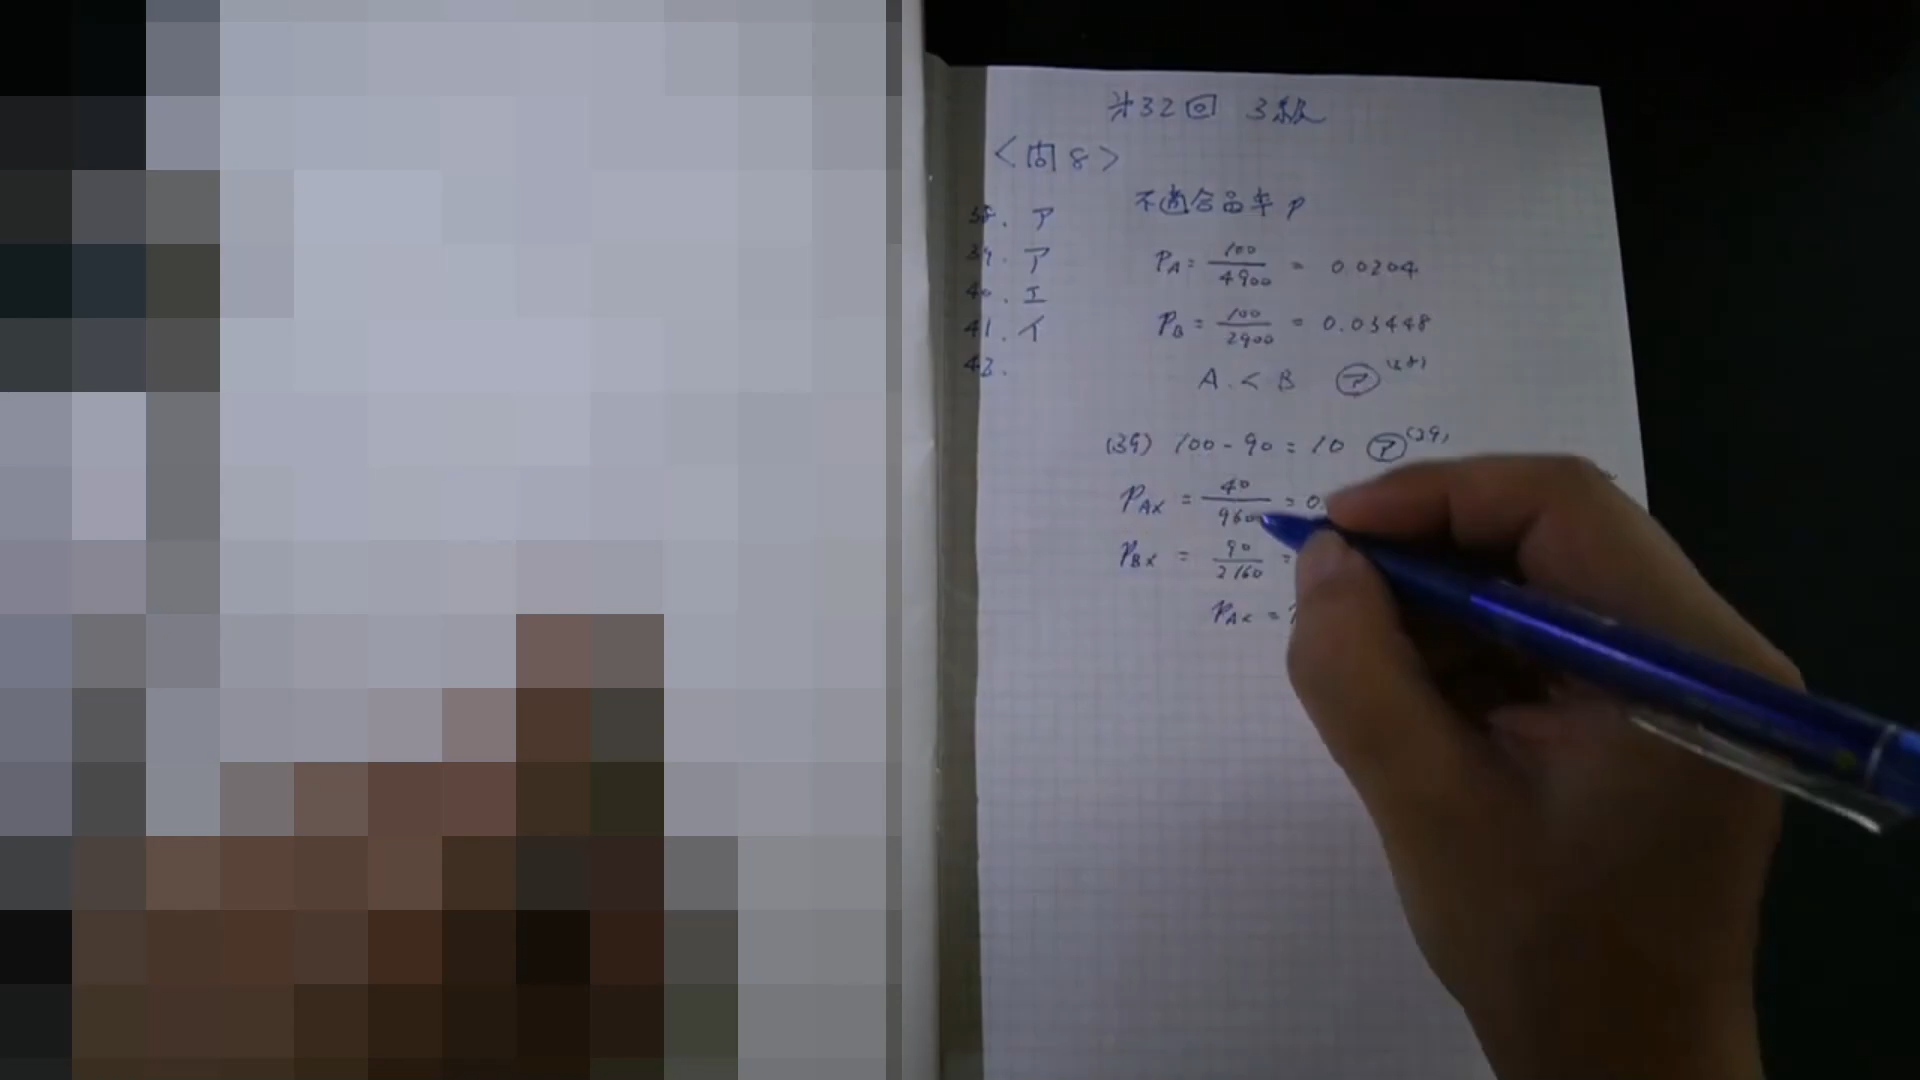 第32回 3級
<問8>
38. ア
39. ア
40. エ
41. イ
42.
不適合品率 p
PA = 100/4900 = 0.0204
PB = 100/2900 = 0.03448
A < B ア (38)
(39) 100-90=10 ア (39)
PAX = 40/960 = 0.
PBX = 90/2160 =
PAX =